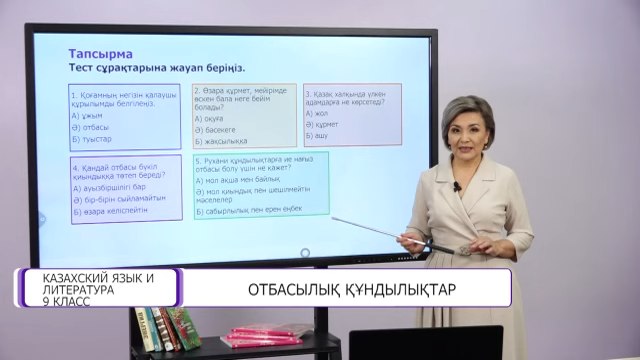 Тапсырма
Тест сұрақтарына жауап беріңіз.
1. Қоғамның негізін қалаушы
құрылымды белгілеңіз.
А) ұжым
Ә) отбасы
Б) туыстар
2. Өзара құрмет, мейірімде
өскен бала неге бейім
болады?
А) оқуға
Ә) бәсекеге
Б) жақсылыққа
3. Қазақ халқында үлкен
адамдарға не көрсетеді?
А) жол
Ә) құрмет
Б) ашу
4. Қандай отбасы бүкіл
қиындыққа төтеп береді?
А) ауызбіршілігі бар
Ә) бір-бірін сыйламайтын
Б) өзара келіспейтін
5. Рухани құндылықтарға ие нағыз
отбасы болу үшін не қажет?
А) мол ақша мен байлық
Ә) мол қиындық пен шешілмейтін
мәселелер
Б) сабырлылық пен ерен еңбек
КАЗАХСКИЙ ЯЗЫК И
ЛИТЕРАТУРА
9 КЛАСС
ОТБАСЫЛЫҚ ҚҰНДЫЛЫҚТАР